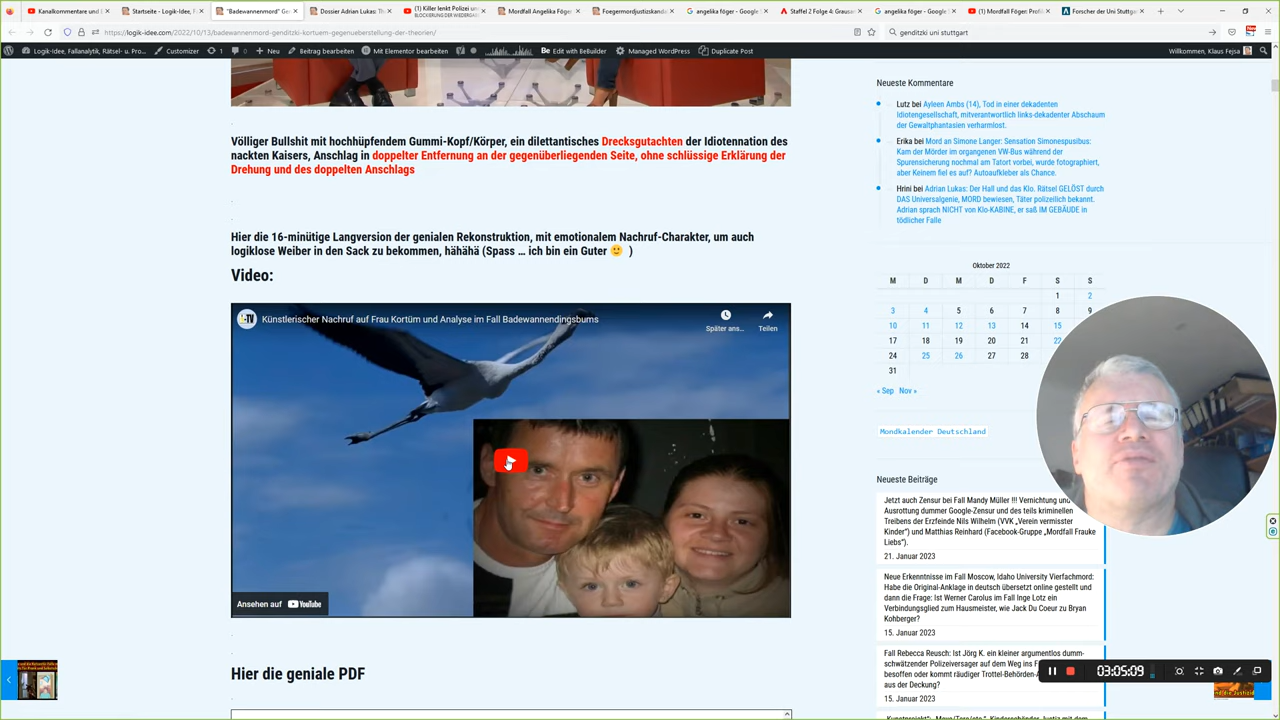 Kanalkommentare und E
Startseite - Logik-Idee, F
"Badewannenmord" Ge
Dossier Adrian Lukas: Th
(1) Killer lenkt Polizei un
BLOCKIERUNG DER WIEDERG
Mordfall Angelika Föger
Foegermordjustizskanda
angelika föger - Google
Staffel 2 Folge 4: Grausar
angelika föger - Google S
(1) Mordfall Föger: Profi
Forscher der Uni Stuttga
https://logik-idee.com/2022/10/13/badewannenmord-genditzki-kortuem-gegenueberstellung-der-theorien/
genditzki uni stuttgart
Logik-Idee, Fallanalytik, Rätsel- u. Pro...
Customizer
1
0
Neu
Beitrag bearbeiten
Mit Elementor bearbeiten
Edit with BeBuilder
Managed WordPress
Duplicate Post
Willkommen, Klaus Fejsa
.
Völliger Bullshit mit hochhüpfendem Gummi-Kopf/Körper, ein dilettantisches Drecksgutachten der Idiotennation des
nackten Kaisers, Anschlag in doppelter Entfernung an der gegenüberliegenden Seite, ohne schlüssige Erklärung der
Drehung und des doppelten Anschlags
.
.
Hier die 16-minütige Langversion der genialen Rekonstruktion, mit emotionalem Nachruf-Charakter, um auch
logiklose Weiber in den Sack zu bekommen, hähähä (Spass … ich bin ein Guter 🙂 )
Video:
Künstlerischer Nachruf auf Frau Kortüm und Analyse im Fall Badewannendingsbums
Später ans...
Teilen
Ansehen auf YouTube
.
Hier die geniale PDF
.
Neueste Kommentare
Lutz bei Ayleen Ambs (14), Tod in einer dekadenten
Idiotengesellschaft, mitverantwortlich links-dekadenter Abschaum
der Gewaltphantasien verharmlost.
Erika bei Mord an Simone Langer: Sensation Simonespusibus:
Kam der Mörder im organgenen VW-Bus während der
Spurensicherung nochmal am Tatort vorbei, wurde fotographiert,
aber Keinem fiel es auf? Autoaufkleber als Chance.
Hrini bei Adrian Lukas: Der Hall und das Klo. Rätsel GELÖST durch
DAS Universalgenie, MORD bewiesen, Täter polizeilich bekannt.
Adrian sprach NICHT von Klo-KABINE, er saß IM GEBÄUDE in
tödlicher Falle
Oktober 2022
M D M D F S S
1 2
3 4 5 6 7 8 9
10 11 12 13 14 15
17 18 19 20 21 22
24 25 26 27 28
31
« Sep Nov »
Mondkalender Deutschland
Neueste Beiträge
Jetzt auch Zensur bei Fall Mandy Müller !!! Vernichtung und
Ausrottung dummer Google-Zensur und des teils kriminellen
Treibens der Erzfeinde Nils Wilhelm (VVK „Verein vermisster
Kinder“) und Matthias Reinhard (Facebook-Gruppe „Mordfall Frauke
Liebs“).
21. Januar 2023
Neue Erkenntnisse im Fall Moscow, Idaho University Vierfachmord:
Habe die Original-Anklage in deutsch übersetzt online gestellt und
dann die Frage: Ist Werner Carolus im Fall Inge Lotz ein
Verbindungsglied zum Hausmeister, wie Jack Du Coeur zu Bryan
Kohberger?
15. Januar 2023
Fall Rebecca Reusch: Ist Jörg K. ein kleiner argumentlos dumm-
schwätzender Polizeiversager auf dem Weg ins
besoffen oder kommt räudiger Trottel-Behörden-
aus der Deckung?
15. Januar 2023
03:05:09